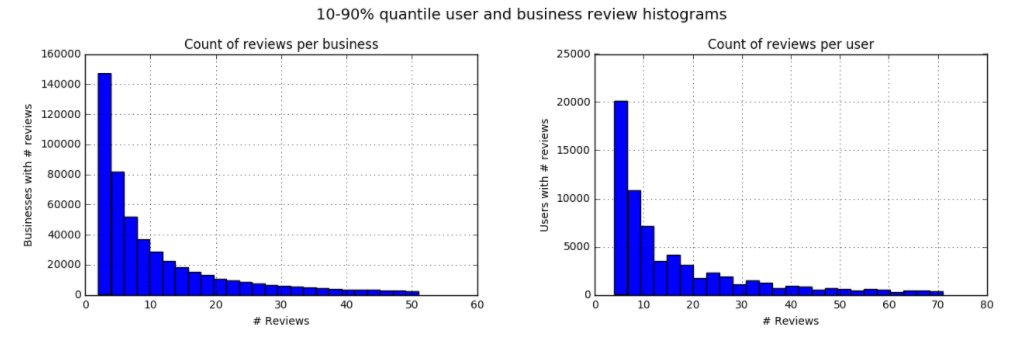 10-90% quantile user and business review histograms
Count of reviews per business
Businesses with # reviews
160000
140000
120000
100000
80000
60000
40000
20000
0
0 10 20 30 40 50 60
# Reviews
Count of reviews per user
Users with # reviews
25000
20000
15000
10000
5000
0
0 10 20 30 40 50 60 70 80
# Reviews